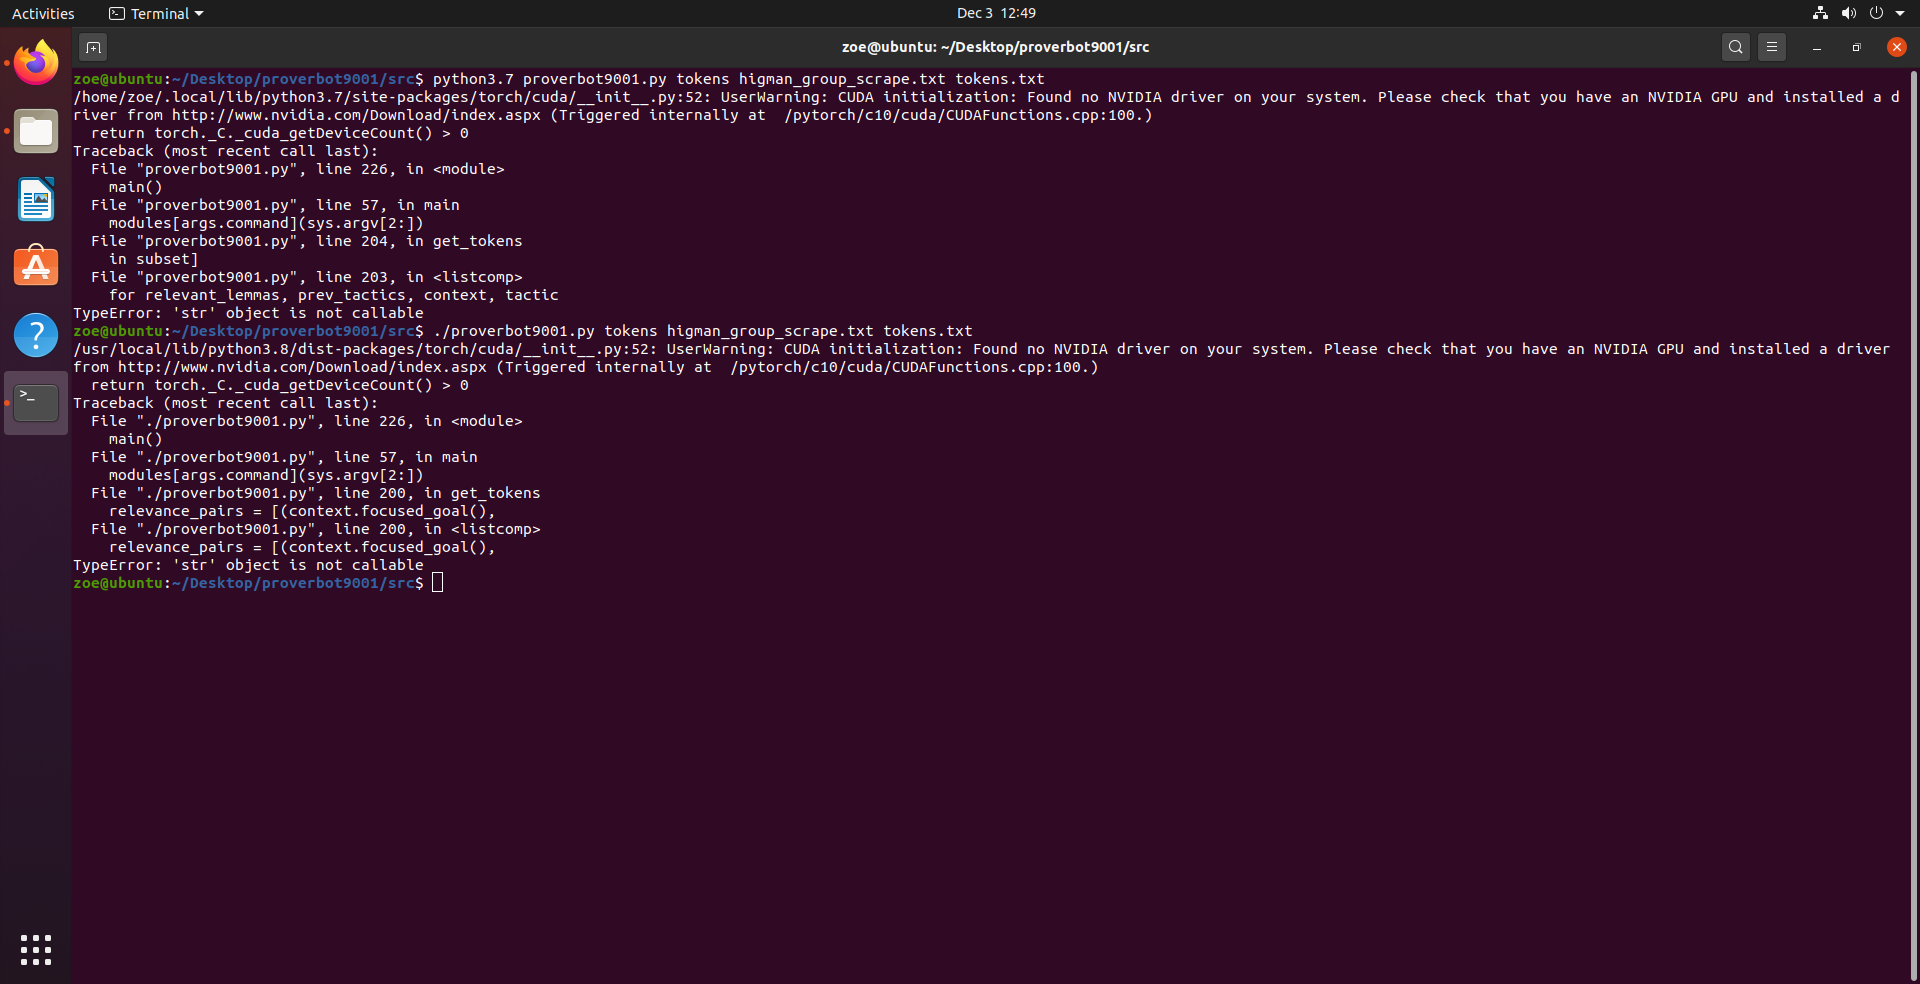 Activities
Terminal
Dec 3 12:49
zoe@ubuntu: ~/Desktop/proverbot9001/src
zoe@ubuntu:~/Desktop/proverbot9001/src$ python3.7 proverbot9001.py tokens higman_group_scrape.txt tokens.txt
/home/zoe/.local/lib/python3.7/site-packages/torch/cuda/__init__.py:52: UserWarning: CUDA initialization: Found no NVIDIA driver on your system. Please check that you have an NVIDIA GPU and installed a d
river from http://www.nvidia.com/Download/index.aspx (Triggered internally at  /pytorch/c10/cuda/CUDAFunctions.cpp:100.)
  return torch._C._cuda_getDeviceCount() > 0
Traceback (most recent call last):
  File "proverbot9001.py", line 226, in <module>
    main()
  File "proverbot9001.py", line 57, in main
    modules[args.command](sys.argv[2:])
  File "proverbot9001.py", line 204, in get_tokens
    in subset]
  File "proverbot9001.py", line 203, in <listcomp>
    for relevant_lemmas, prev_tactics, context, tactic
TypeError: 'str' object is not callable
zoe@ubuntu:~/Desktop/proverbot9001/src$ ./proverbot9001.py tokens higman_group_scrape.txt tokens.txt
/usr/local/lib/python3.8/dist-packages/torch/cuda/__init__.py:52: UserWarning: CUDA initialization: Found no NVIDIA driver on your system. Please check that you have an NVIDIA GPU and installed a driver
from http://www.nvidia.com/Download/index.aspx (Triggered internally at  /pytorch/c10/cuda/CUDAFunctions.cpp:100.)
  return torch._C._cuda_getDeviceCount() > 0
Traceback (most recent call last):
  File "./proverbot9001.py", line 226, in <module>
    main()
  File "./proverbot9001.py", line 57, in main
    modules[args.command](sys.argv[2:])
  File "./proverbot9001.py", line 200, in get_tokens
    relevance_pairs = [(context.focused_goal(),
  File "./proverbot9001.py", line 200, in <listcomp>
    relevance_pairs = [(context.focused_goal(),
TypeError: 'str' object is not callable
zoe@ubuntu:~/Desktop/proverbot9001/src$